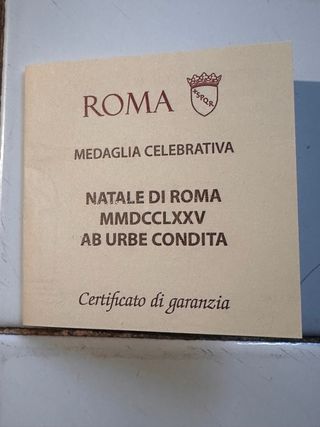 ROMA
SPQR
MEDAGLIA CELEBRATIVA
NATALE DI ROMA
MMDCCLXXV
AB URBE CONDITA
Certificato di garanzia